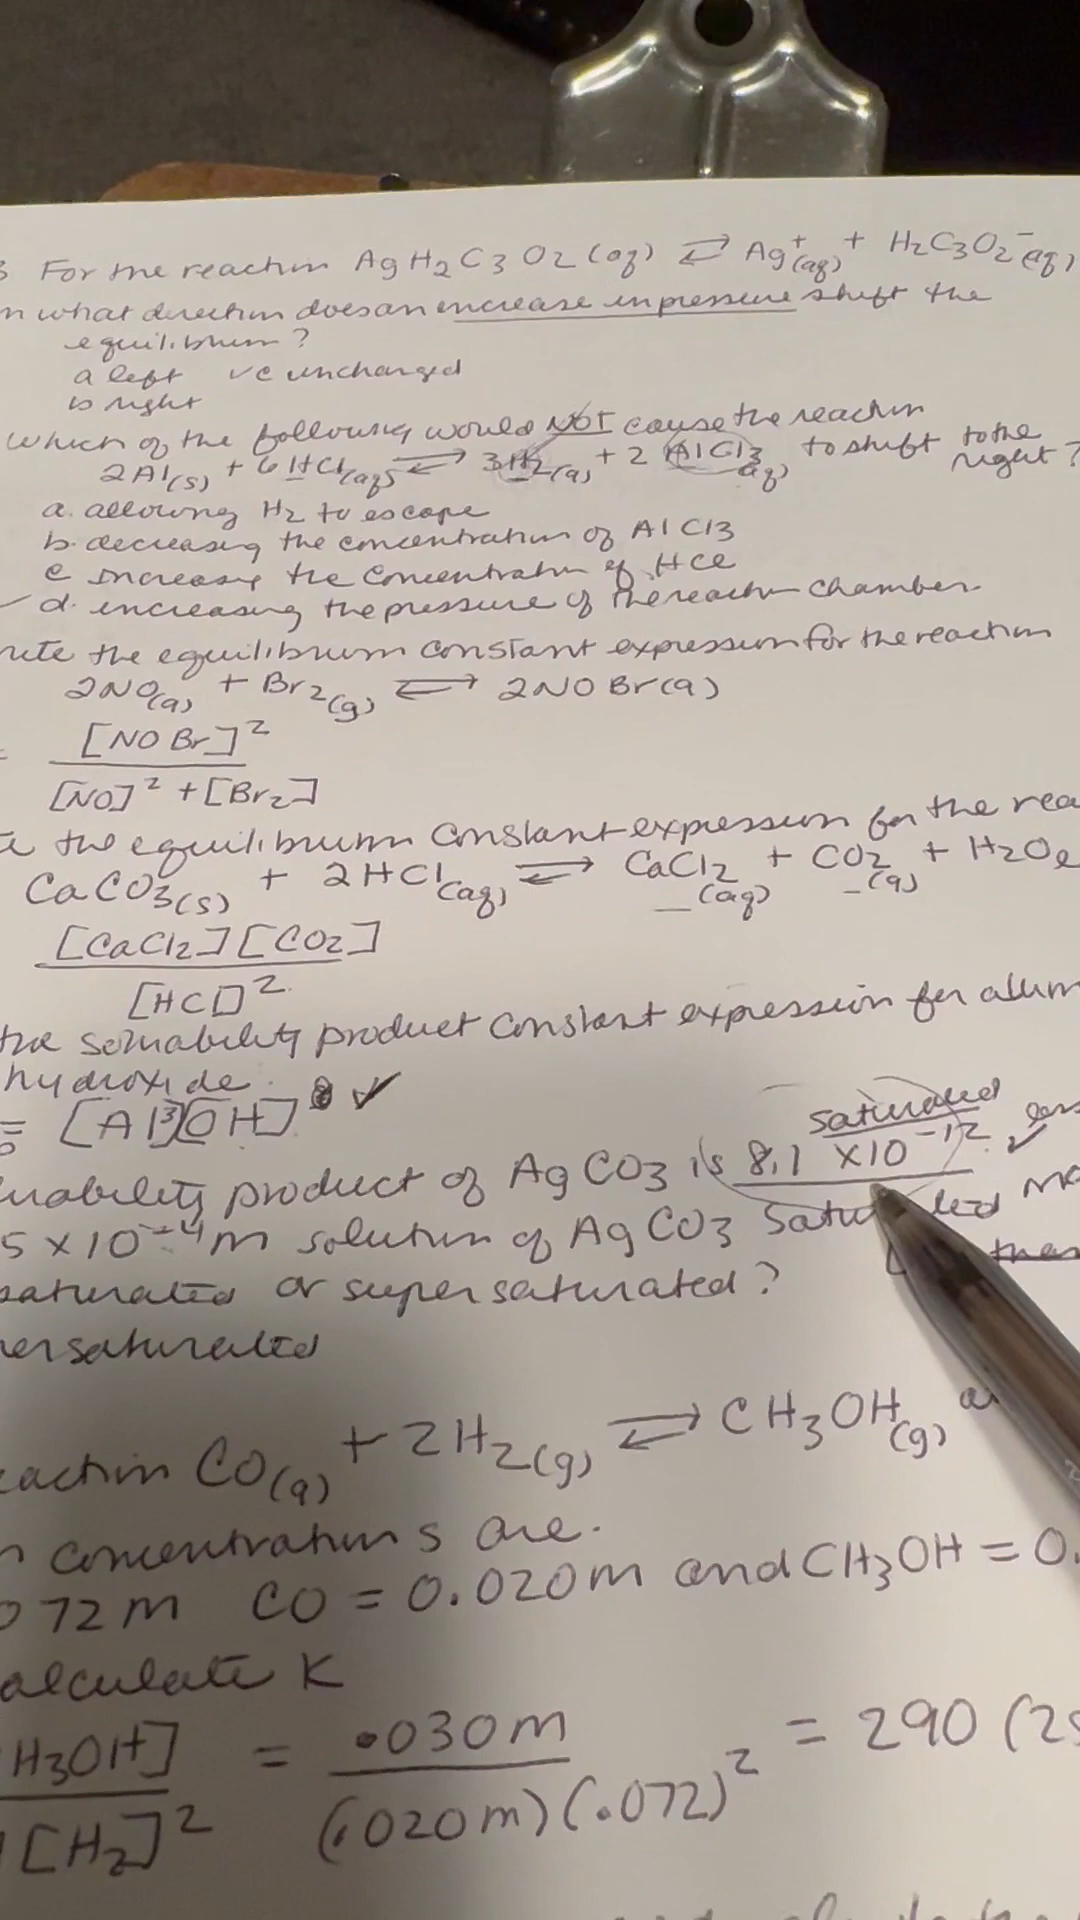 3 For the reaction AgH2C3O2(aq) ⇌ Ag+(aq) + H2C3O2-(aq)
n what direction does an increase in pressure shift the
equilibrium?
a left ✓c unchanged
b right
Which of the following would NOT cause the reaction
2Al(s) + 6HCl(aq) ⇌ 3H2(g) + 2AlCl3(aq) to shift to the right?
a. allowing H2 to escape
b. decreasing the concentration of AlCl3
c increasing the concentration of HCl
✓ d. increasing the pressure of the reaction chamber.
rite the equilibrium constant expression for the reaction
2NO(g) + Br2(g) ⇌ 2NOBr(g)
[NOBr]2
[NO]2 + [Br2]
te the equilibrium constant expression for the rea
CaCO3(s) + 2HCl(aq) ⇌ CaCl2(aq) + CO2(g) + H2O
[CaCl2][CO2]
[HCl]2
the solubility product constant expression for alum
hydroxide.
= [Al3][OH] ✓
saturated
uability product of AgCO3 is 8.1 x10-12 ✓
5 x 10-4 m solution of AgCO3
saturated or supersaturated?
ersaturated
eaction CO(g) + 2H2(g) ⇌ CH3OH(g) a
n concentrations are.
072m CO = 0.020m and CH3OH = 0.
alculate K
H3OH] = .030m = 290
[H2]2 (.020m)(.072)2